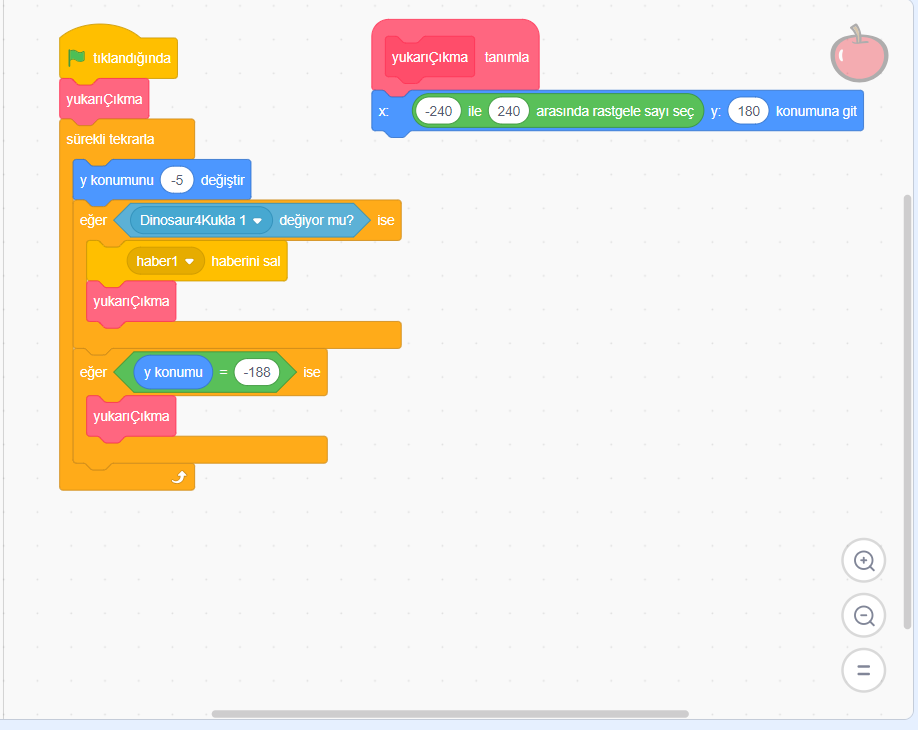 tıklandığında
yukarıÇıkma
sürekli tekrarla
y konumunu -5 değiştir
eğer Dinosaur4Kukla 1 değiyor mu? ise
haber1 haberini sal
yukarıÇıkma
eğer y konumu = -188 ise
yukarıÇıkma
yukarıÇıkma tanımla
x: -240 ile 240 arasında rastgele sayı seç y: 180 konumuna git